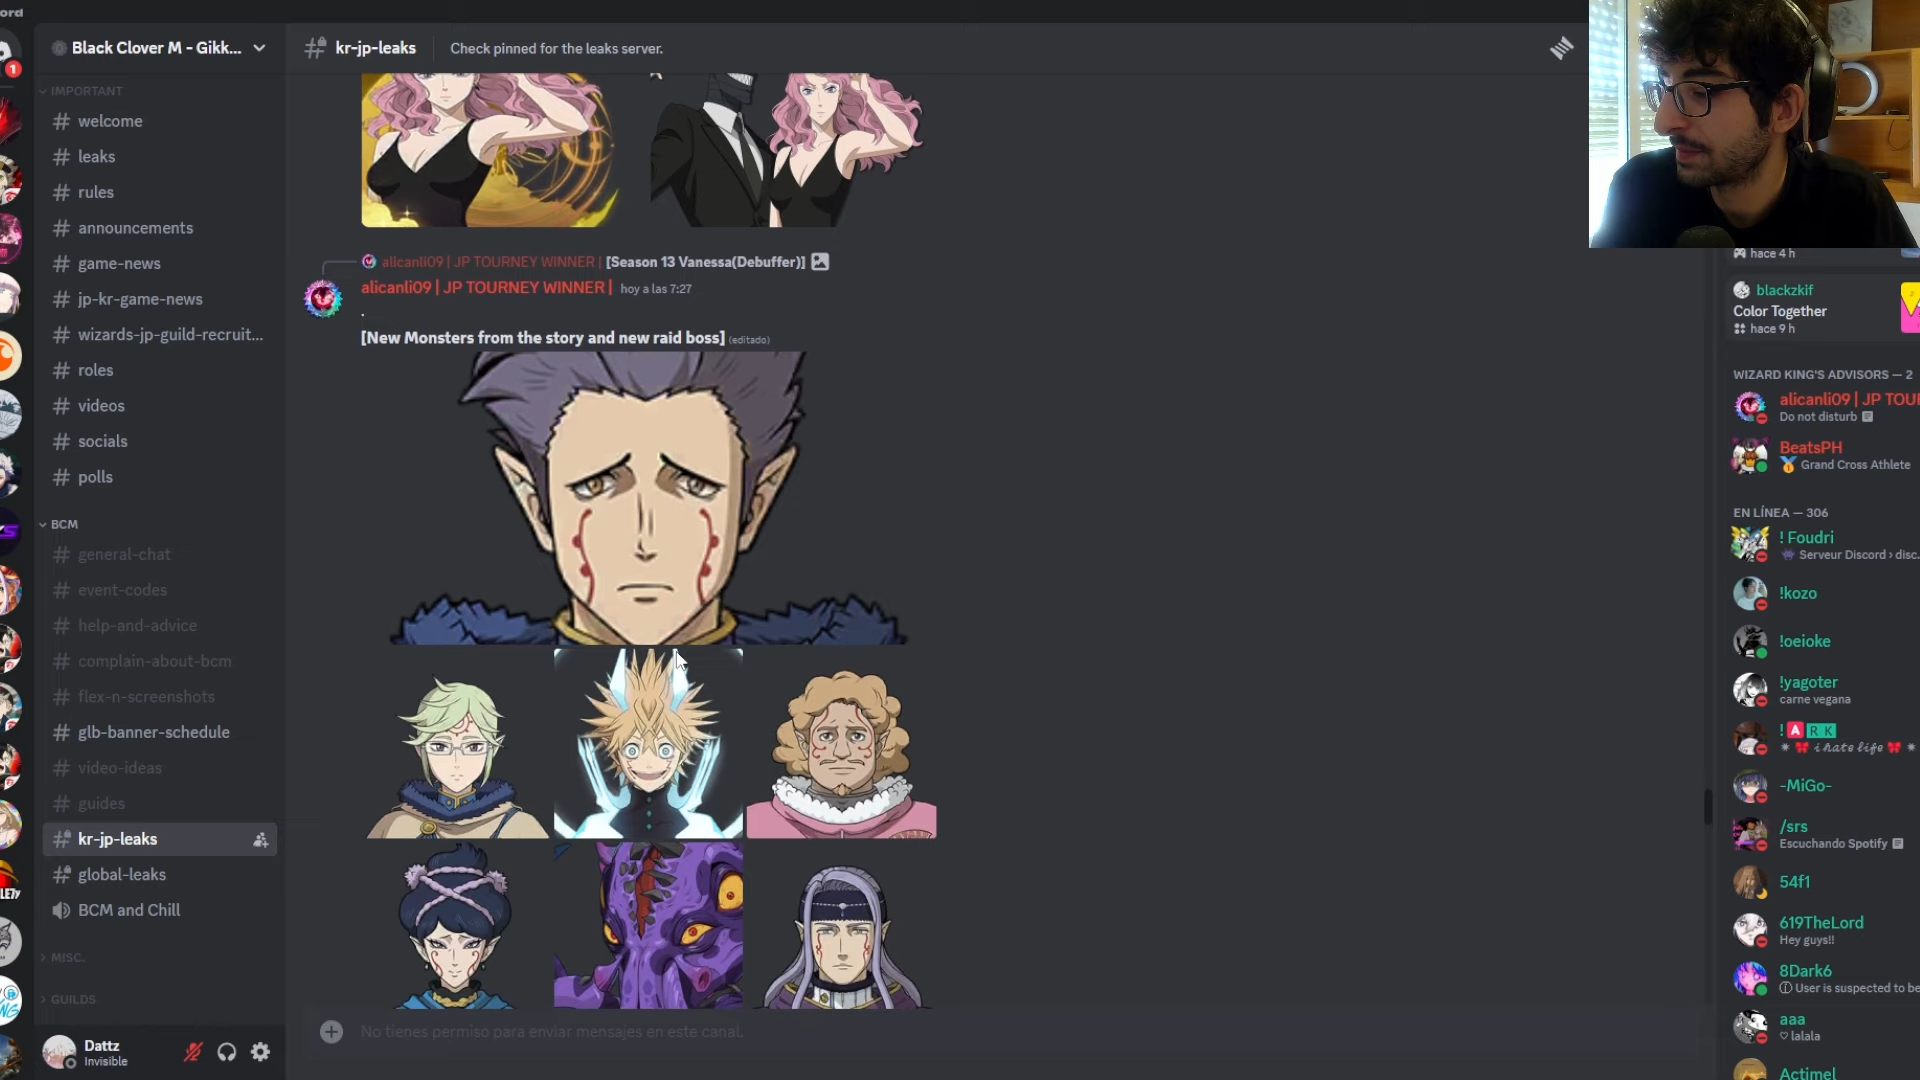 ord
1
Black Clover M - Gikk...
kr-jp-leaks
Check pinned for the leaks server.
IMPORTANT
welcome
leaks
rules
announcements
game-news
jp-kr-game-news
wizards-jp-guild-recruit...
roles
videos
socials
polls
BCM
general-chat
event-codes
help-and-advice
complain-about-bcm
flex-n-screenshots
glb-banner-schedule
video-ideas
guides
kr-jp-leaks
global-leaks
BCM and Chill
MISC.
GUILDS
Dattz
Invisible
alicanli09 | JP TOURNEY WINNER | [Season 13 Vanessa(Debuffer)]
alicanli09 | JP TOURNEY WINNER | hoy a las 7:27
.
[New Monsters from the story and new raid boss] (editado)
No tienes permiso para enviar mensajes en este canal.
hace 4 h
blackzkif
Color Together
hace 9 h
WIZARD KING'S ADVISORS — 2
alicanli09 | JP TOU
Do not disturb
BeatsPH
Grand Cross Athlete
EN LÍNEA — 306
! Foudri
Serveur Discord › disc.
!kozo
!oeioke
!yagoter
carne vegana
! A R K
i hate life
-MiGo-
/srs
Escuchando Spotify
54f1
619TheLord
Hey guys!!
8Dark6
User is suspected to be
aaa
lalala
Actimel